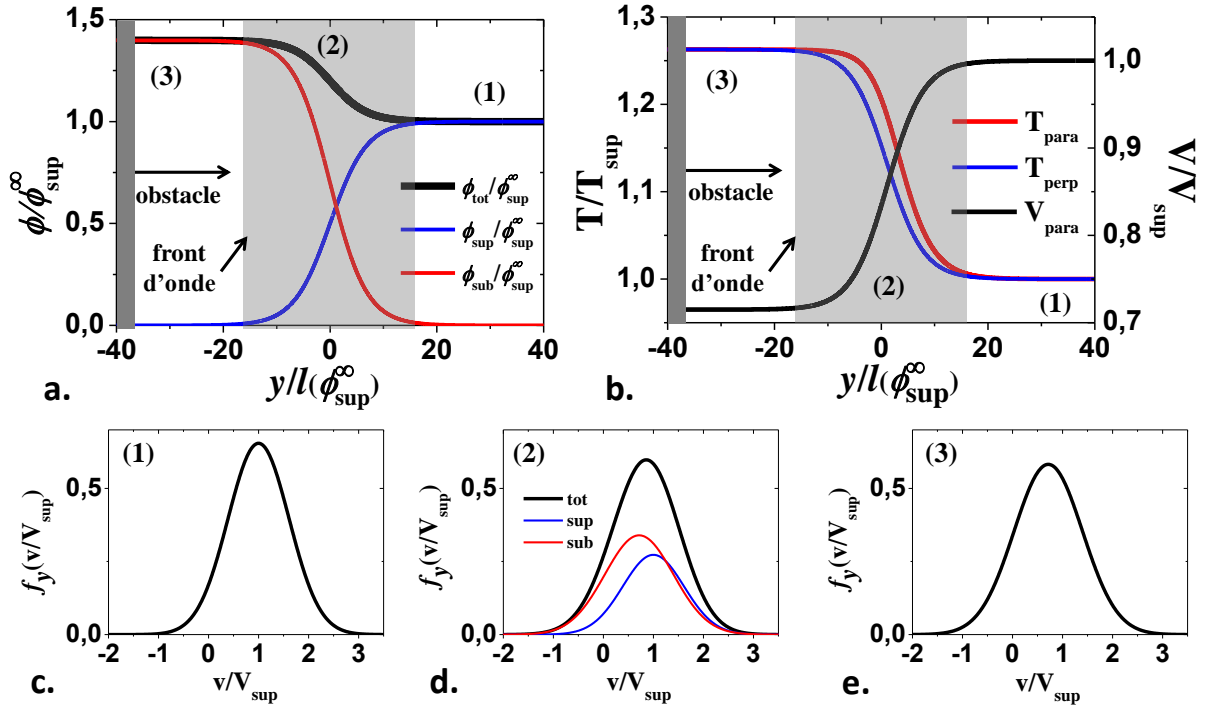 1,5
1,0
0,5
0,0
ϕ/ϕ∞sup
(3)
(2)
(1)
obstacle
front
d'onde
ϕtot/ϕ∞sup
ϕsup/ϕ∞sup
ϕsub/ϕ∞sup
-40 -20 0 20 40
y/l(ϕ∞sup)
a.
1,3
1,2
1,1
1,0
T/Tsup
(3)
(2)
(1)
obstacle
front
d'onde
Tpara
Tperp
Vpara
1,0
0,9
0,8
0,7
V/Vsup
-40 -20 0 20 40
y/l(ϕ∞sup)
b.
(1)
0,5
0,0
fy(v/Vsup)
-2 -1 0 1 2 3
v/Vsup
c.
(2)
tot
sup
sub
0,5
0,0
fy(v/Vsup)
-2 -1 0 1 2 3
v/Vsup
d.
(3)
0,5
0,0
fy(v/Vsup)
-2 -1 0 1 2 3
v/Vsup
e.